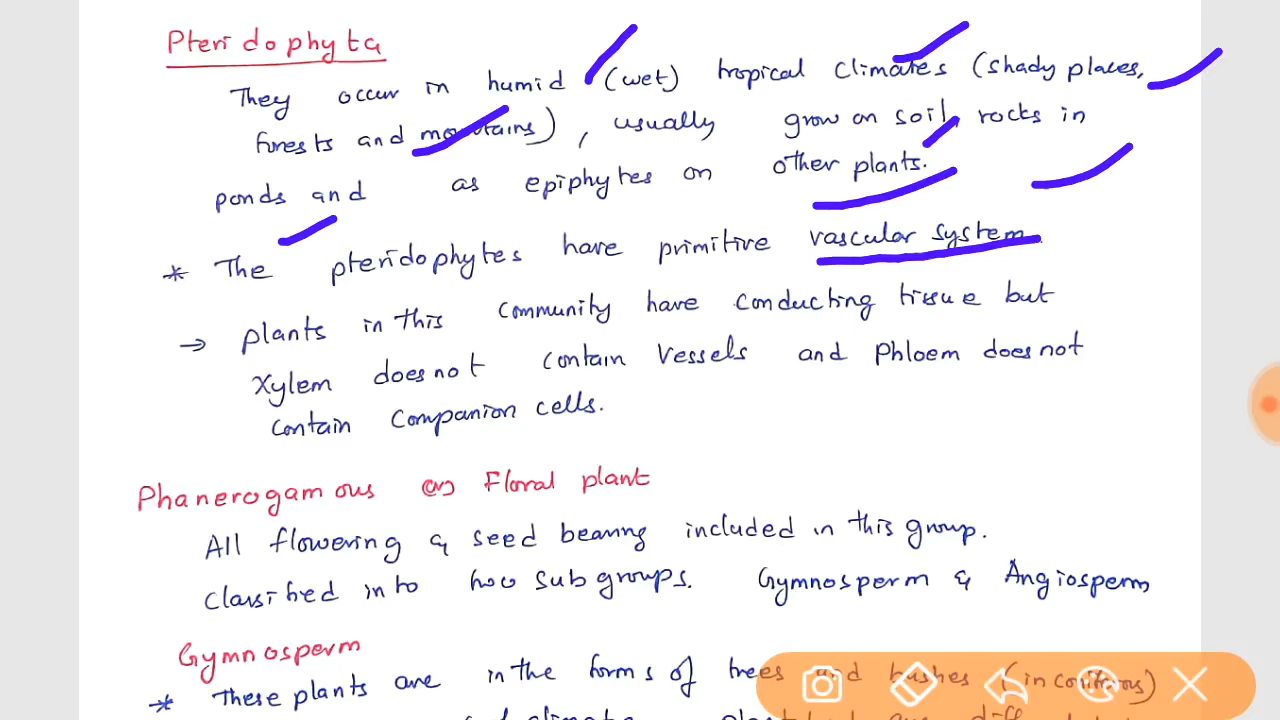 Pteridophyta
They occur in humid (wet) tropical climates (shady places,
forests and mountains), usually grow on soil, rocks in
ponds and as epiphytes on other plants.
* The pteridophytes have primitive vascular system
→ plants in this community have conducting tissue but
Xylem does not contain Vessels and Phloem does not
contain companion cells.
Phanerogamous (or) Floral plant
All flowering & seed bearing included in this group.
Classified into two sub groups. Gymnosperm & Angiosperm
Gymnosperm
* These plants are in the forms of trees and bushes